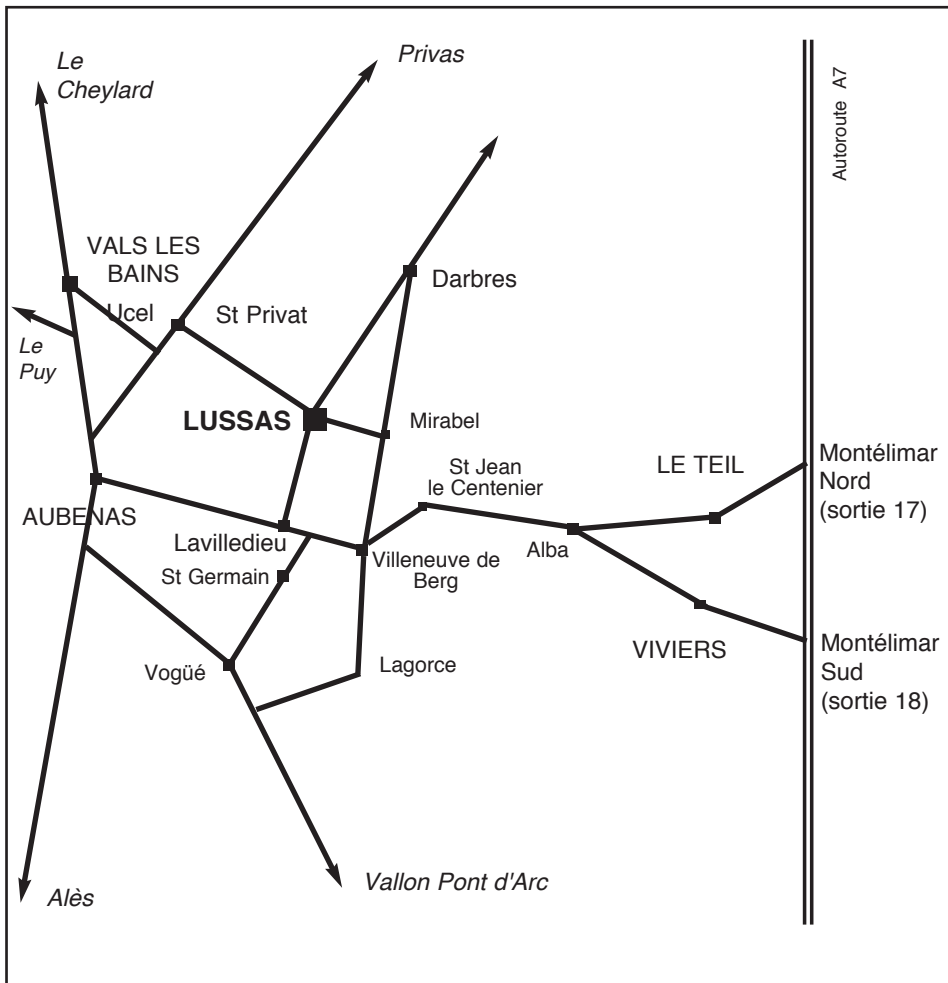 Le
Cheylard
Privas
Autoroute A7
VALS LES
BAINS
Darbres
Ucel
St Privat
Le
Puy
LUSSAS
Mirabel
St Jean
le Centenier
LE TEIL
Montélimar
Nord
(sortie 17)
AUBENAS
Lavilledieu
Alba
Villeneuve de
Berg
St Germain
VIVIERS
Montélimar
Sud
(sortie 18)
Vogüé
Lagorce
Alès
Vallon Pont d'Arc